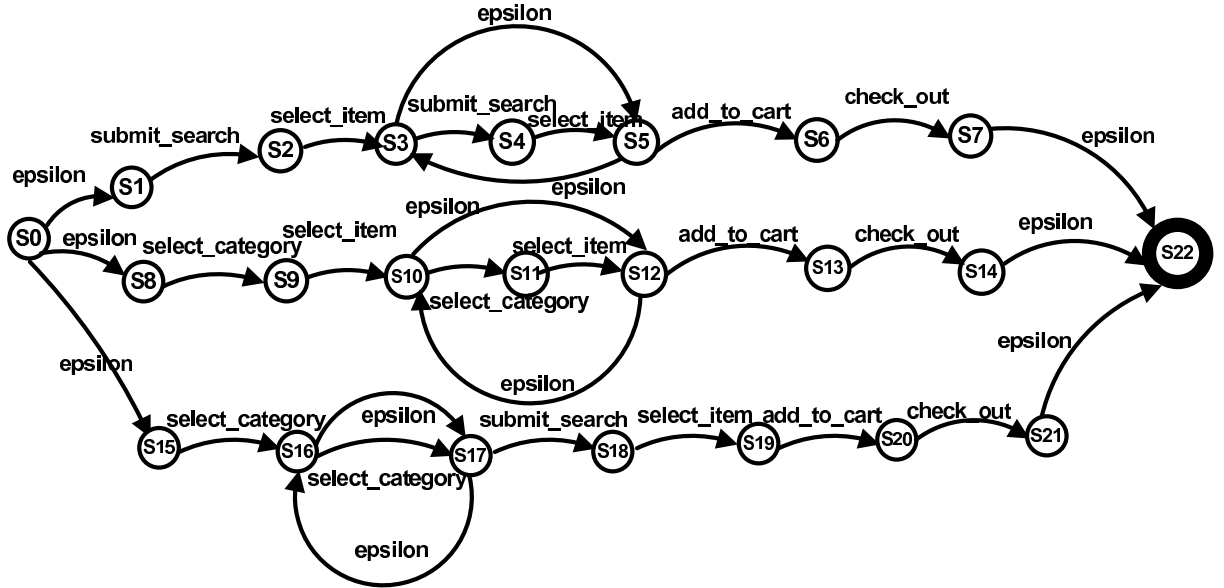 epsilon
submit_search
select_item
submit_search
select_item
epsilon
add_to_cart
check_out
epsilon
epsilon
S0
S1
S2
S3
S4
S5
S6
S7
epsilon
select_category
select_item
epsilon
select_item
select_category
epsilon
add_to_cart
check_out
epsilon
S8
S9
S10
S11
S12
S13
S14
S22
epsilon
select_category
epsilon
select_category
epsilon
submit_search
select_item
add_to_cart
check_out
epsilon
S15
S16
S17
S18
S19
S20
S21